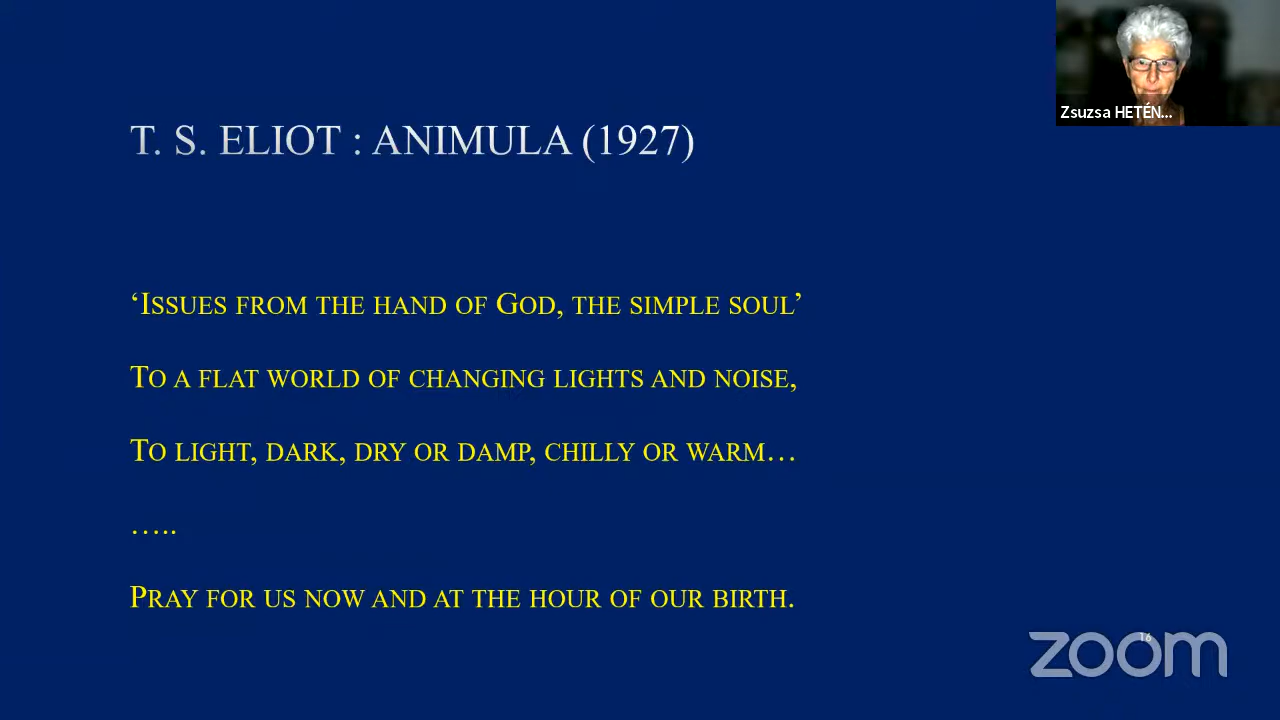 Zsuzsa HETÉN...
T. S. ELIOT : ANIMULA (1927)
‘ISSUES FROM THE HAND OF GOD, THE SIMPLE SOUL’
TO A FLAT WORLD OF CHANGING LIGHTS AND NOISE,
TO LIGHT, DARK, DRY OR DAMP, CHILLY OR WARM…
…..
PRAY FOR US NOW AND AT THE HOUR OF OUR BIRTH.
16
zoom